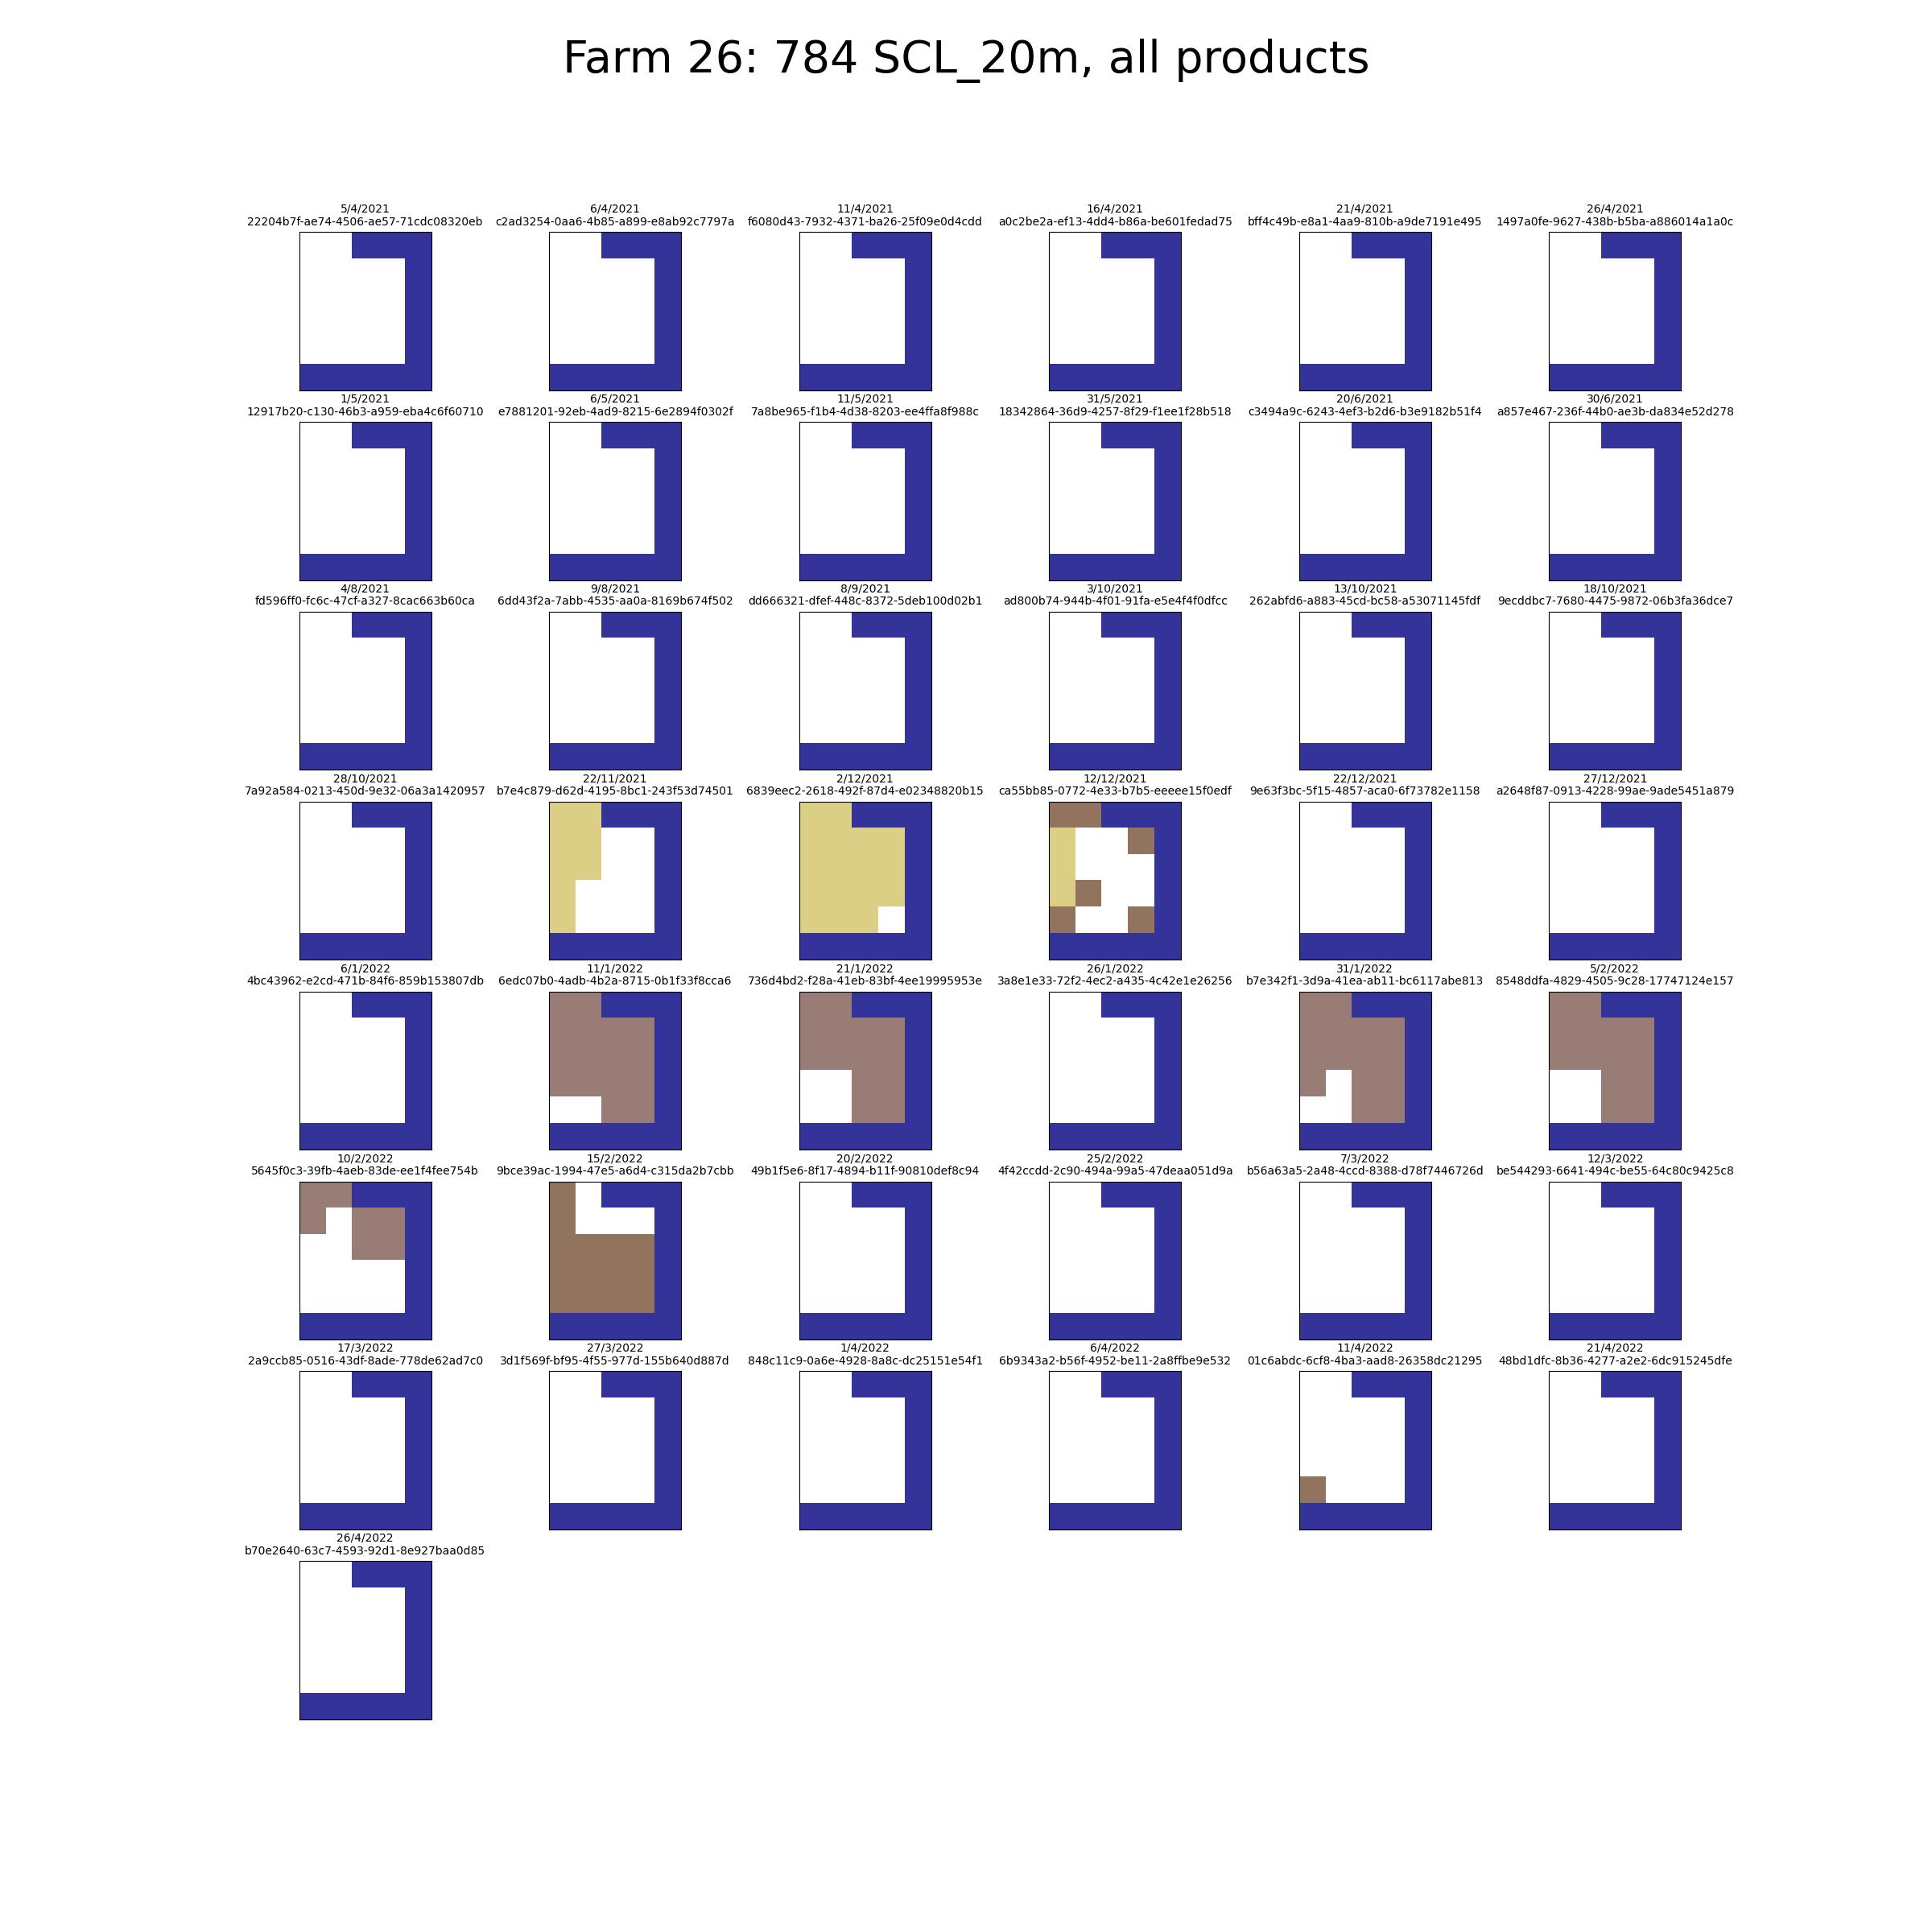 Farm 26: 784 SCL_20m, all products
5/4/2021
22204b7f-ae74-4506-ae57-71cdc08320eb
6/4/2021
c2ad3254-0aa6-4b85-a899-e8ab92c7797a
11/4/2021
f6080d43-7932-4371-ba26-25f09e0d4cdd
16/4/2021
a0c2be2a-ef13-4dd4-b86a-be601fedad75
21/4/2021
bff4c49b-e8a1-4aa9-810b-a9de7191e495
26/4/2021
1497a0fe-9627-438b-b5ba-a886014a1a0c
1/5/2021
12917b20-c130-46b3-a959-eba4c6f60710
6/5/2021
e7881201-92eb-4ad9-8215-6e2894f0302f
11/5/2021
7a8be965-f1b4-4d38-8203-ee4ffa8f988c
31/5/2021
18342864-36d9-4257-8f29-f1ee1f28b518
20/6/2021
c3494a9c-6243-4ef3-b2d6-b3e9182b51f4
30/6/2021
a857e467-236f-44b0-ae3b-da834e52d278
4/8/2021
fd596ff0-fc6c-47cf-a327-8cac663b60ca
9/8/2021
6dd43f2a-7abb-4535-aa0a-8169b674f502
8/9/2021
dd666321-dfef-448c-8372-5deb100d02b1
3/10/2021
ad800b74-944b-4f01-91fa-e5e4f4f0dfcc
13/10/2021
262abfd6-a883-45cd-bc58-a53071145fdf
18/10/2021
9ecddbc7-7680-4475-9872-06b3fa36dce7
28/10/2021
7a92a584-0213-450d-9e32-06a3a1420957
22/11/2021
b7e4c879-d62d-4195-8bc1-243f53d74501
2/12/2021
6839eec2-2618-492f-87d4-e02348820b15
12/12/2021
ca55bb85-0772-4e33-b7b5-eeeee15f0edf
22/12/2021
9e63f3bc-5f15-4857-aca0-6f73782e1158
27/12/2021
a2648f87-0913-4228-99ae-9ade5451a879
6/1/2022
4bc43962-e2cd-471b-84f6-859b153807db
11/1/2022
6edc07b0-4adb-4b2a-8715-0b1f33f8cca6
21/1/2022
736d4bd2-f28a-41eb-83bf-4ee19995953e
26/1/2022
3a8e1e33-72f2-4ec2-a435-4c42e1e26256
31/1/2022
b7e342f1-3d9a-41ea-ab11-bc6117abe813
5/2/2022
8548ddfa-4829-4505-9c28-17747124e157
10/2/2022
5645f0c3-39fb-4aeb-83de-ee1f4fee754b
15/2/2022
9bce39ac-1994-47e5-a6d4-c315da2b7cbb
20/2/2022
49b1f5e6-8f17-4894-b11f-90810def8c94
25/2/2022
4f42ccdd-2c90-494a-99a5-47deaa051d9a
7/3/2022
b56a63a5-2a48-4ccd-8388-d78f7446726d
12/3/2022
be544293-6641-494c-be55-64c80c9425c8
17/3/2022
2a9ccb85-0516-43df-8ade-778de62ad7c0
27/3/2022
3d1f569f-bf95-4f55-977d-155b640d887d
1/4/2022
848c11c9-0a6e-4928-8a8c-dc25151e54f1
6/4/2022
6b9343a2-b56f-4952-be11-2a8ffbe9e532
11/4/2022
01c6abdc-6cf8-4ba3-aad8-26358dc21295
21/4/2022
48bd1dfc-8b36-4277-a2e2-6dc915245dfe
26/4/2022
b70e2640-63c7-4593-92d1-8e927baa0d85